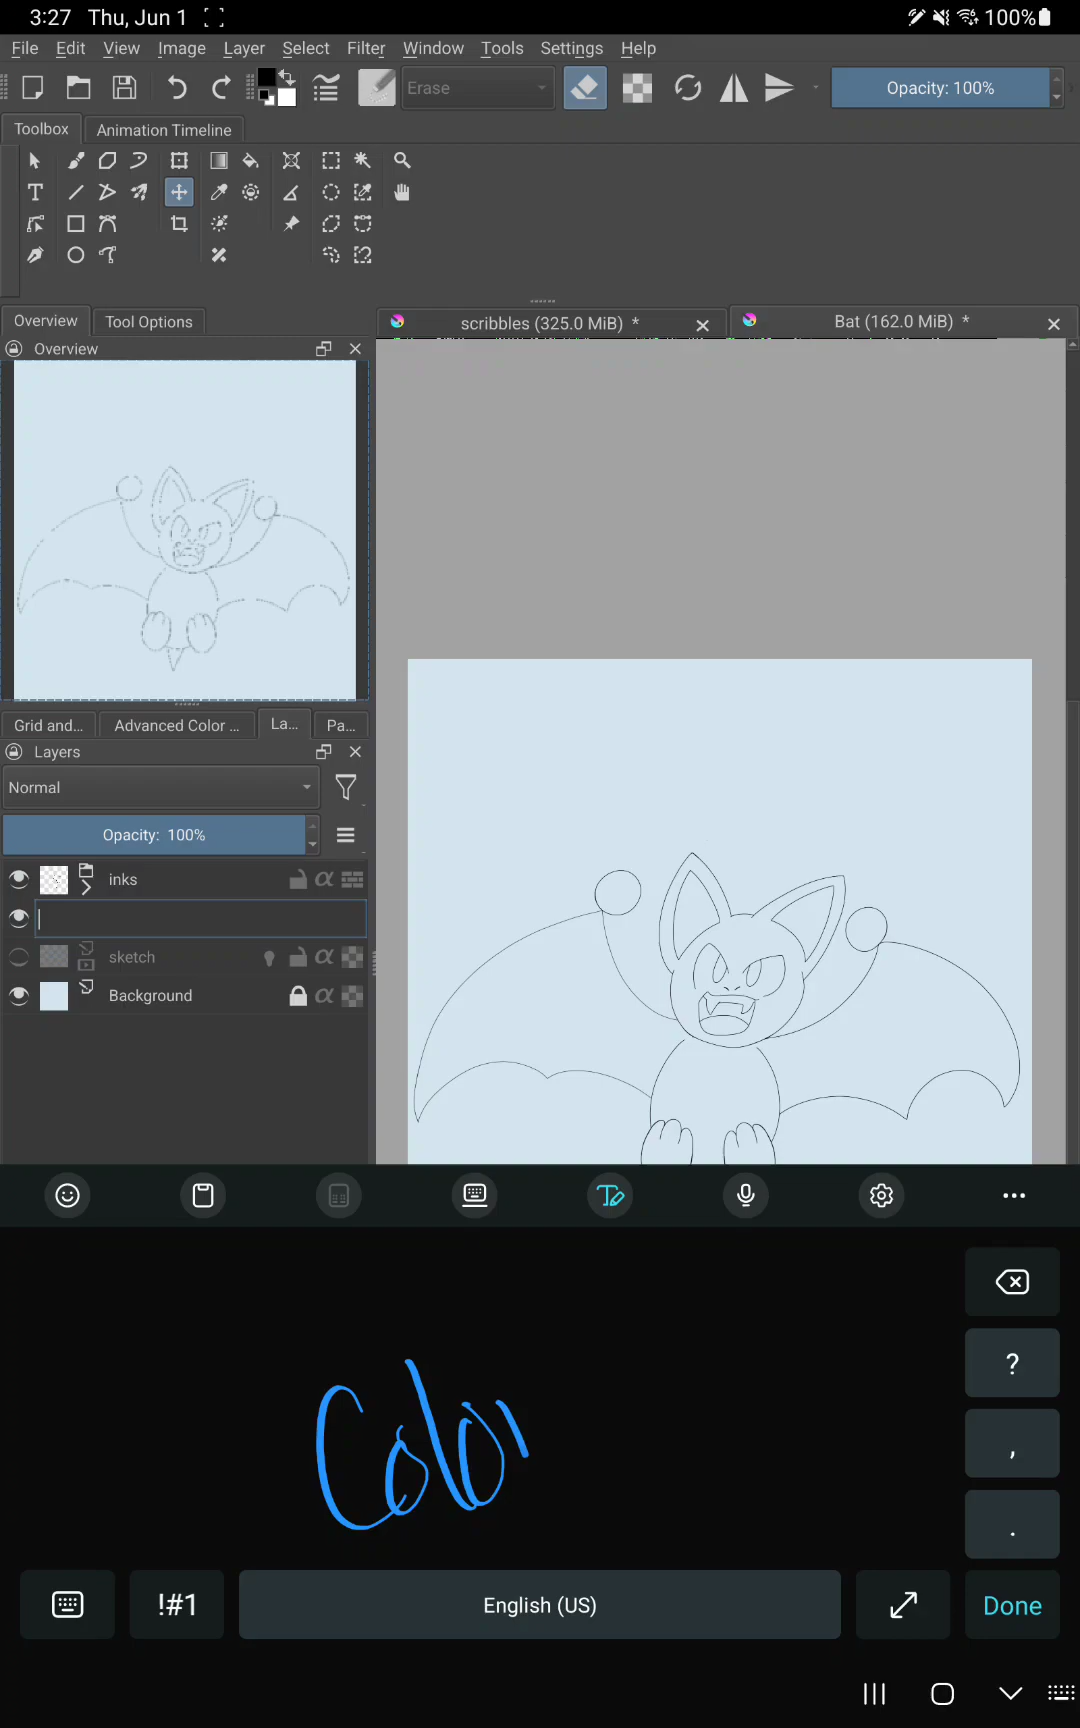 3:27 Thu, Jun 1 100%
File Edit View Image Layer Select Filter Window Tools Settings Help
Erase Opacity: 100%
Toolbox Animation Timeline
Overview Tool Options scribbles (325.0 MiB) * Bat (162.0 MiB) *
Overview
Grid and... Advanced Color ... La... Pa...
Layers
Normal
Opacity: 100%
inks
sketch
Background
?
Color
,
.
!#1 English (US) Done